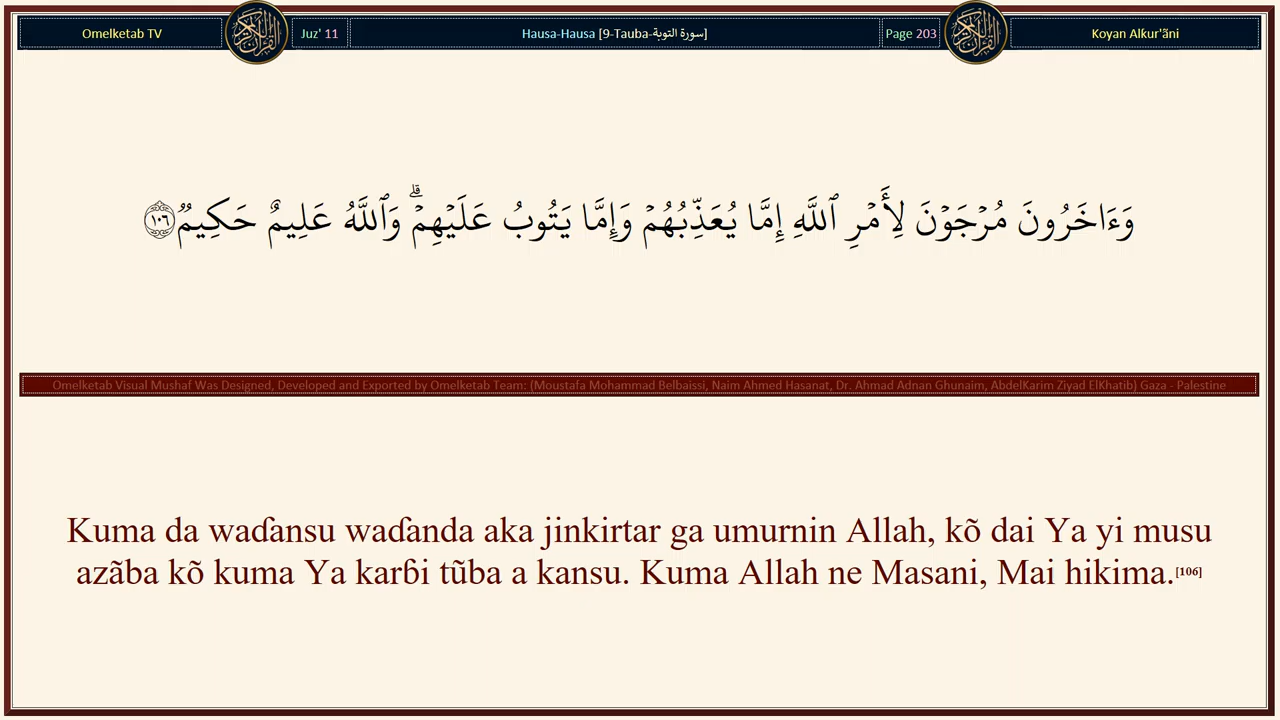 Omelketab TV
Juz' 11
Hausa-Hausa [9-Tauba-سورة التوبة]
Page 203
Koyan Alƙur'ãni
وَءَاخَرُونَ مُرۡجَوۡنَ لِأَمۡرِ ٱللَّهِ إِمَّا يُعَذِّبُهُمۡ وَإِمَّا يَتُوبُ عَلَيۡهِمۡۗ وَٱللَّهُ عَلِيمٌ حَكِيمٞ ١٠٦
Omelketab Visual Mushaf Was Designed, Developed and Exported by Omelketab Team: (Moustafa Mohammad Belbaissi, Naim Ahmed Hasanat, Dr. Ahmad Adnan Ghunaim, AbdelKarim Ziyad ElKhatib) Gaza - Palestine
Kuma da waɗansu waɗanda aka jinkirtar ga umurnin Allah, kõ dai Ya yi musu
azãba kõ kuma Ya karɓi tũba a kansu. Kuma Allah ne Masani, Mai hikima.[106]